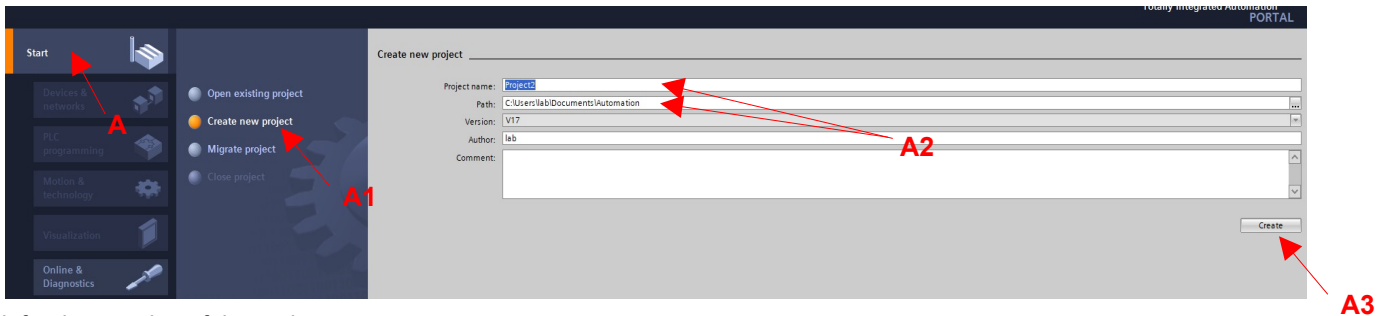 Totally Integrated Automation
PORTAL
Start
Devices &
networks
PLC
programming
Motion &
technology
Visualization
Online &
Diagnostics
Open existing project
Create new project
Migrate project
Close project
Create new project
Project name: Project2
Path: C:\Users\lab\Documents\Automation
...
Version: V17
Author: lab
Comment:
Create
A
A1
A2
A3